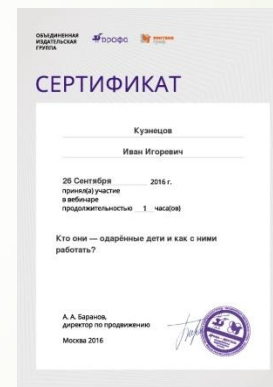 ОБЪЕДИНЕННАЯ
ИЗДАТЕЛЬСКАЯ
ГРУППА
дрофа
СЕРТИФИКАТ
Кузнецов
Иван Игоревич
26 Сентября 2016 г.
принял(а) участие
в вебинаре
продолжительностью 1 часа(ов)
Кто они — одарённые дети и как с ними
работать?
А. А. Баранов,
директор по продвижению
Москва 2016